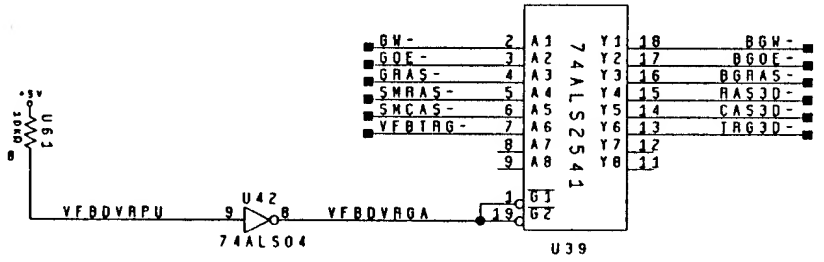 GW- 2 A1 Y1 18 BGW-
GOE- 3 A2 Y2 17 BGOE-
GRAS- 4 A3 Y3 16 BGRAS-
SMRAS- 5 A4 Y4 15 RAS3D-
SMCAS- 6 A5 Y5 14 CAS3D-
VFBTRG- 7 A6 Y6 13 TRG3D-
8 A7 Y7 12
9 A8 Y8 11
74ALS2541
+5V
U61
10KΩ
8
1 G1
19 G2
U42
VFBDVRPU 9 8 VFBDVRGA
74ALS04
U39